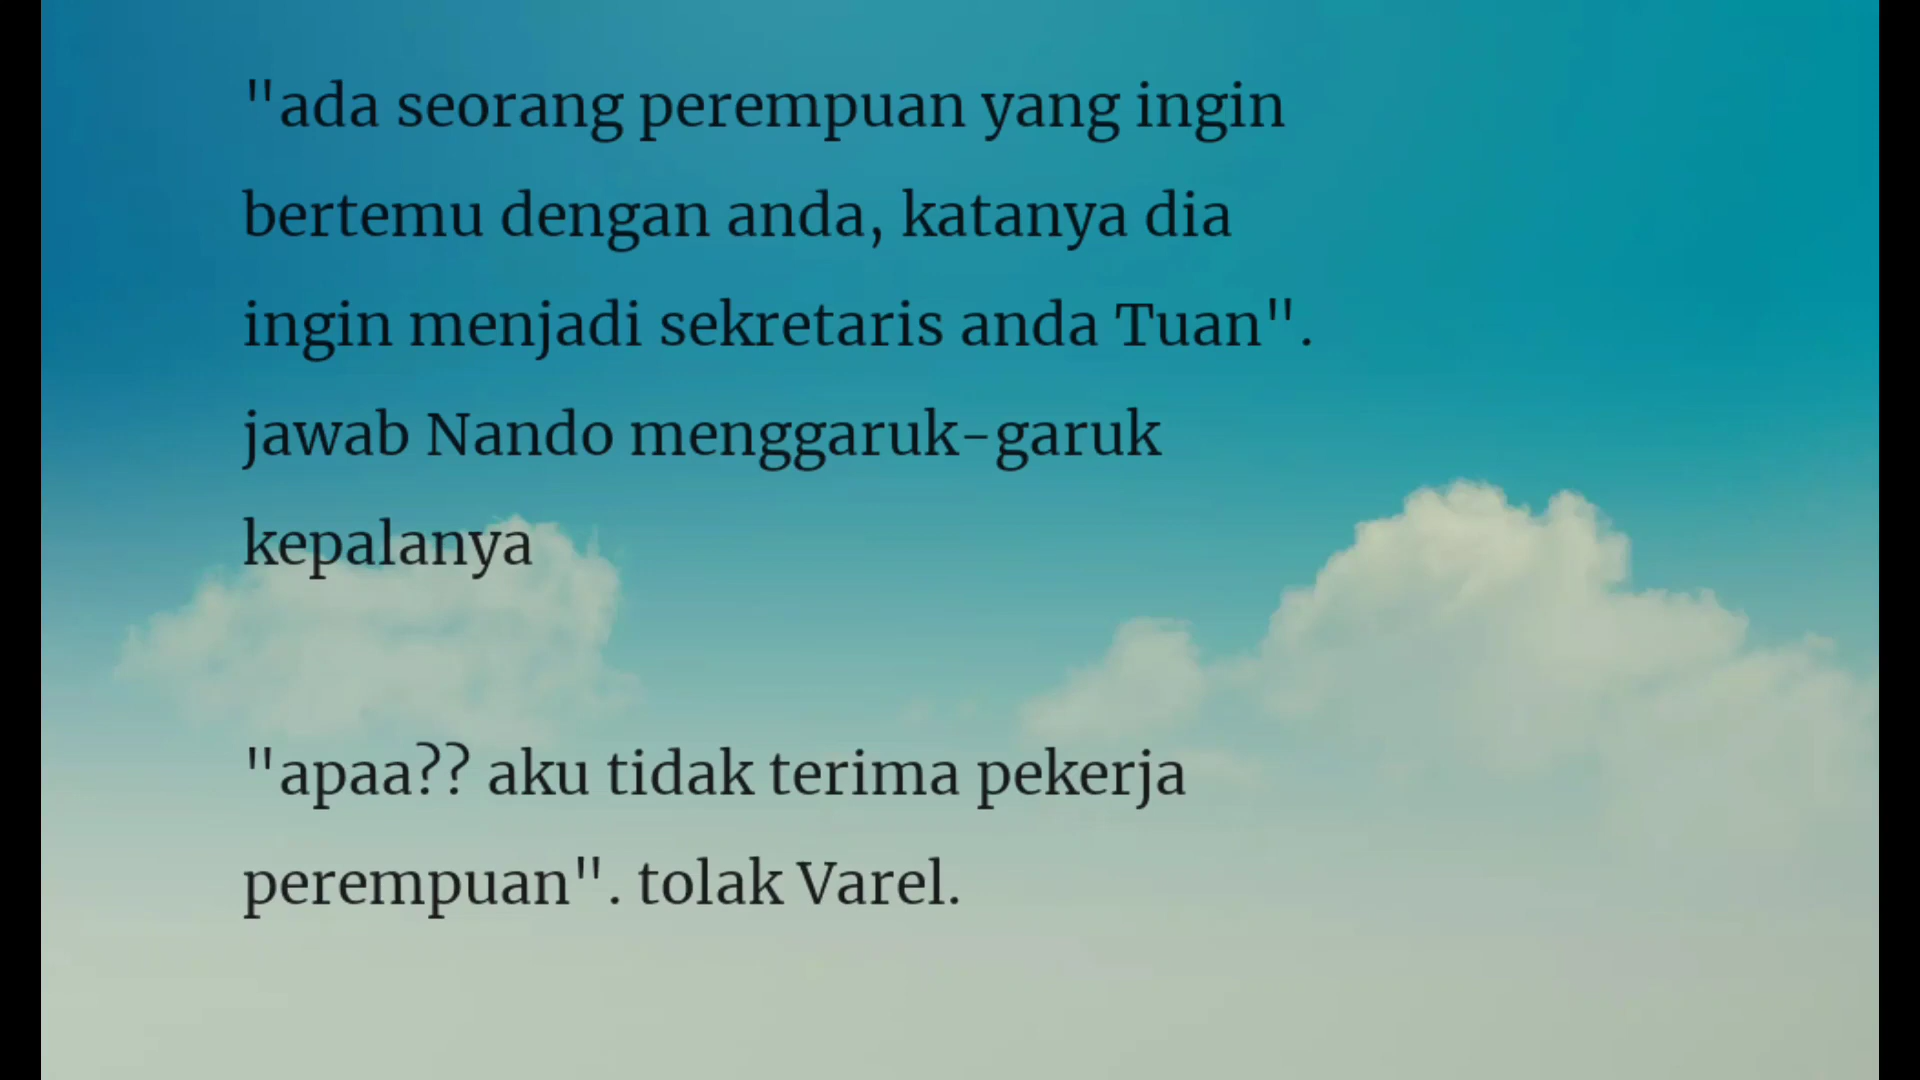 "ada seorang perempuan yang ingin
bertemu dengan anda, katanya dia
ingin menjadi sekretaris anda Tuan".
jawab Nando menggaruk-garuk
kepalanya
"apaa?? aku tidak terima pekerja
perempuan". tolak Varel.